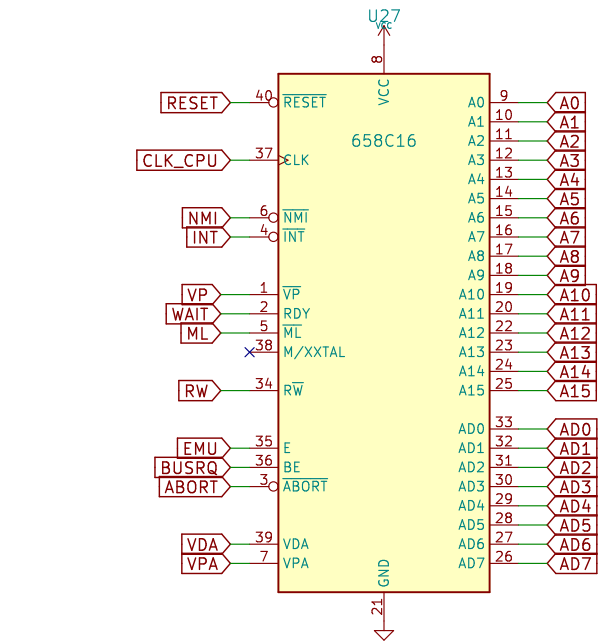 U27
Vcc
8
VCC
RESET 40 RESET A0 9 A0
A1 10 A1
658C16 A2 11 A2
CLK_CPU 37 CLK A3 12 A3
A4 13 A4
A5 14 A5
NMI 6 NMI A6 15 A6
INT 4 INT A7 16 A7
A8 17 A8
A9 18 A9
VP 1 VP A10 19 A10
WAIT 2 RDY A11 20 A11
ML 5 ML A12 22 A12
38 M/XXTAL A13 23 A13
A14 24 A14
RW 34 RW A15 25 A15
AD0 33 AD0
EMU 35 E AD1 32 AD1
BUSRQ 36 BE AD2 31 AD2
ABORT 3 ABORT AD3 30 AD3
AD4 29 AD4
AD5 28 AD5
VDA 39 VDA AD6 27 AD6
VPA 7 VPA AD7 26 AD7
GND
21